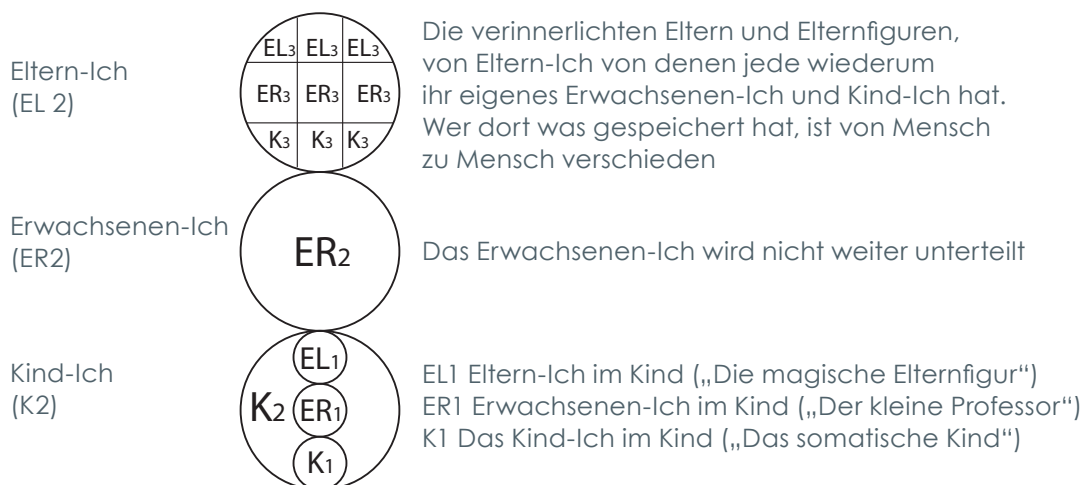 Eltern-Ich
(EL 2)
EL3 EL3 EL3
ER3 ER3 ER3
K3 K3 K3
Die verinnerlichten Eltern und Elternfiguren,
von Eltern-Ich von denen jede wiederum
ihr eigenes Erwachsenen-Ich und Kind-Ich hat.
Wer dort was gespeichert hat, ist von Mensch
zu Mensch verschieden
Erwachsenen-Ich
(ER2)
ER2
Das Erwachsenen-Ich wird nicht weiter unterteilt
Kind-Ich
(K2)
EL1
K2 ER1
K1
EL1 Eltern-Ich im Kind („Die magische Elternfigur“)
ER1 Erwachsenen-Ich im Kind („Der kleine Professor“)
K1 Das Kind-Ich im Kind („Das somatische Kind“)